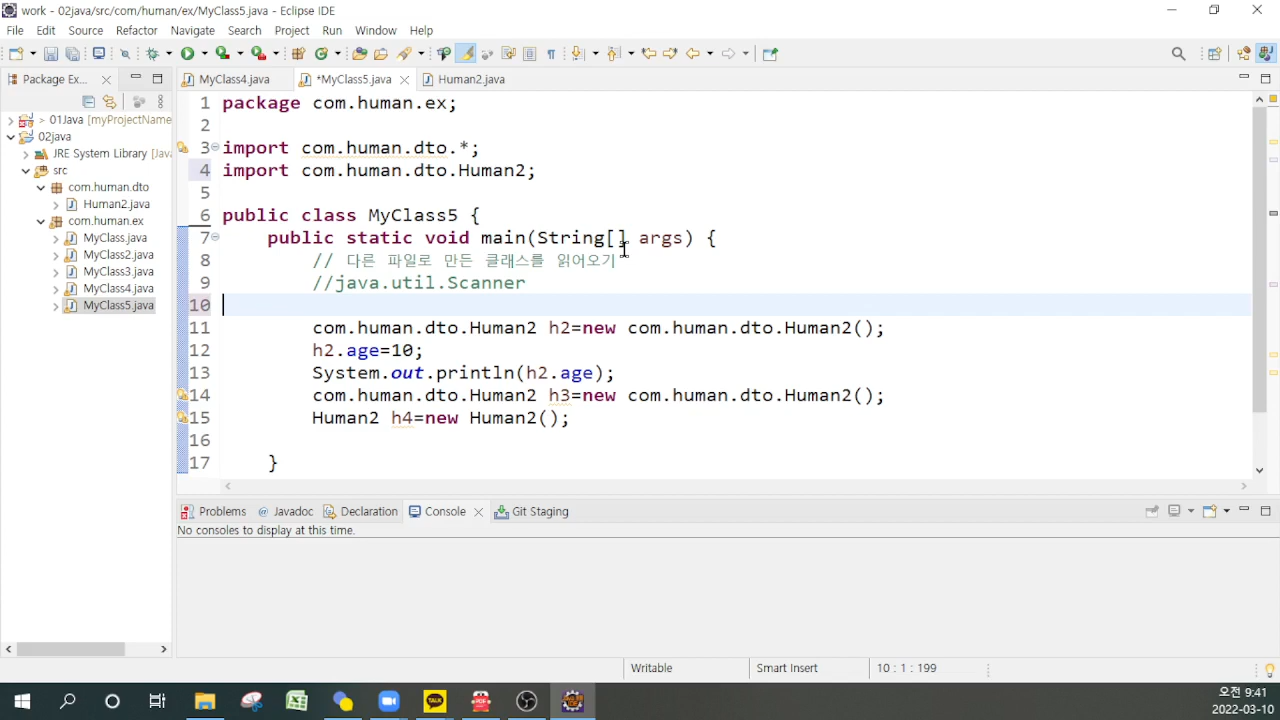 work - 02java/src/com/human/ex/MyClass5.java - Eclipse IDE
File Edit Source Refactor Navigate Search Project Run Window Help
Package Ex...
MyClass4.java *MyClass5.java Human2.java
> 01Java [myProjectName
02java
JRE System Library [Java
src
com.human.dto
Human2.java
com.human.ex
MyClass.java
MyClass2.java
MyClass3.java
MyClass4.java
MyClass5.java
1 package com.human.ex;
2
3 import com.human.dto.*;
4 import com.human.dto.Human2;
5
6 public class MyClass5 {
7 public static void main(String[] args) {
8 // 다른 파일로 만든 클래스를 읽어오기
9 //java.util.Scanner
10
11 com.human.dto.Human2 h2=new com.human.dto.Human2();
12 h2.age=10;
13 System.out.println(h2.age);
14 com.human.dto.Human2 h3=new com.human.dto.Human2();
15 Human2 h4=new Human2();
16
17 }
Problems @ Javadoc Declaration Console Git Staging
No consoles to display at this time.
Writable Smart Insert 10 : 1 : 199
TALK
PDF
오전 9:41
2022-03-10